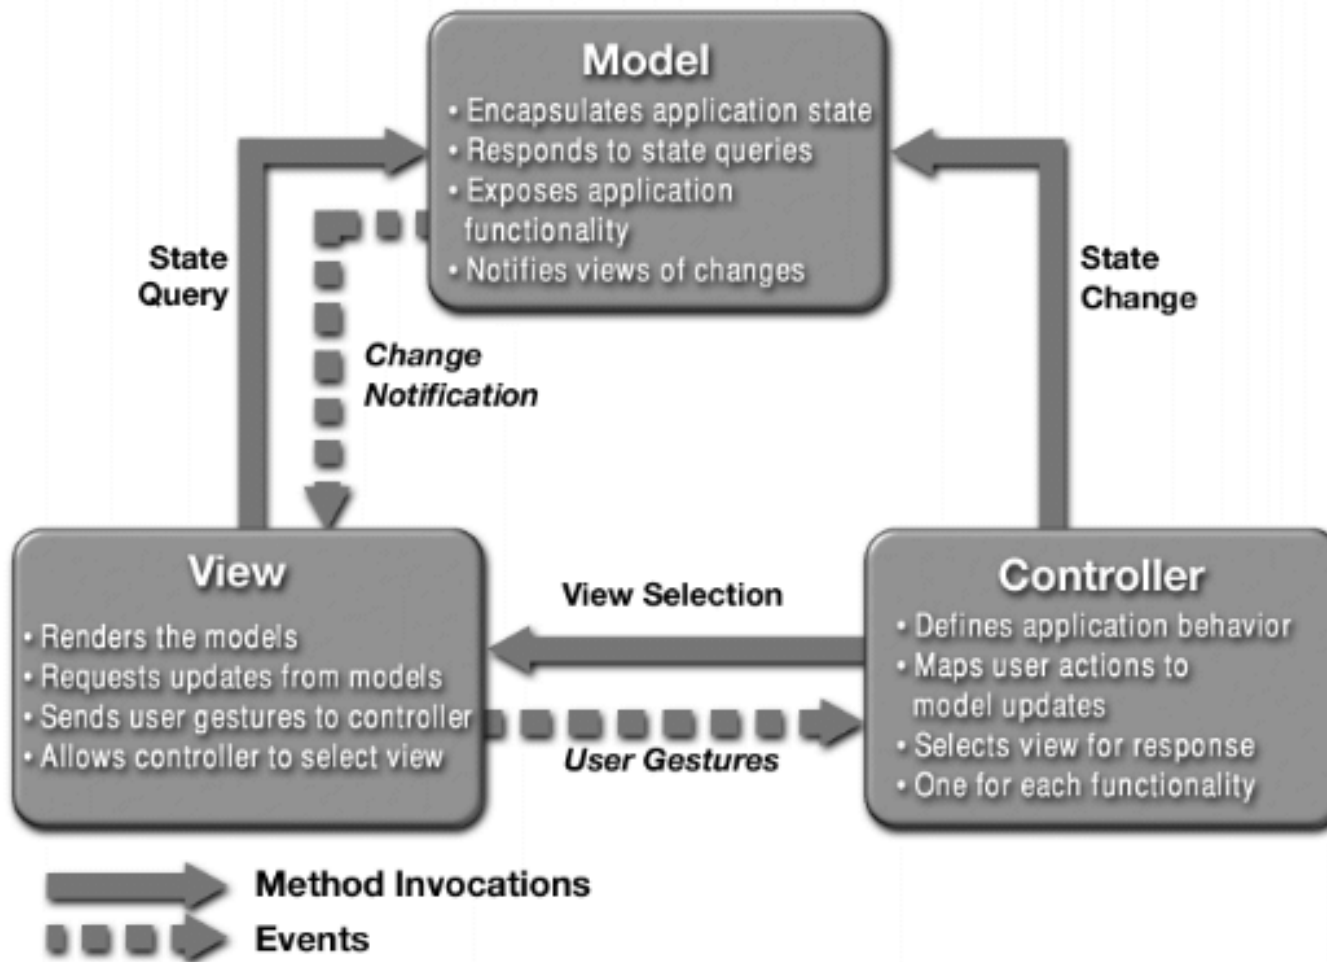 Model
• Encapsulates application state
• Responds to state queries
• Exposes application
functionality
• Notifies views of changes
State
Query
State
Change
Change
Notification
View
• Renders the models
• Requests updates from models
• Sends user gestures to controller
• Allows controller to select view
View Selection
User Gestures
Controller
• Defines application behavior
• Maps user actions to
model updates
• Selects view for response
• One for each functionality
Method Invocations
Events